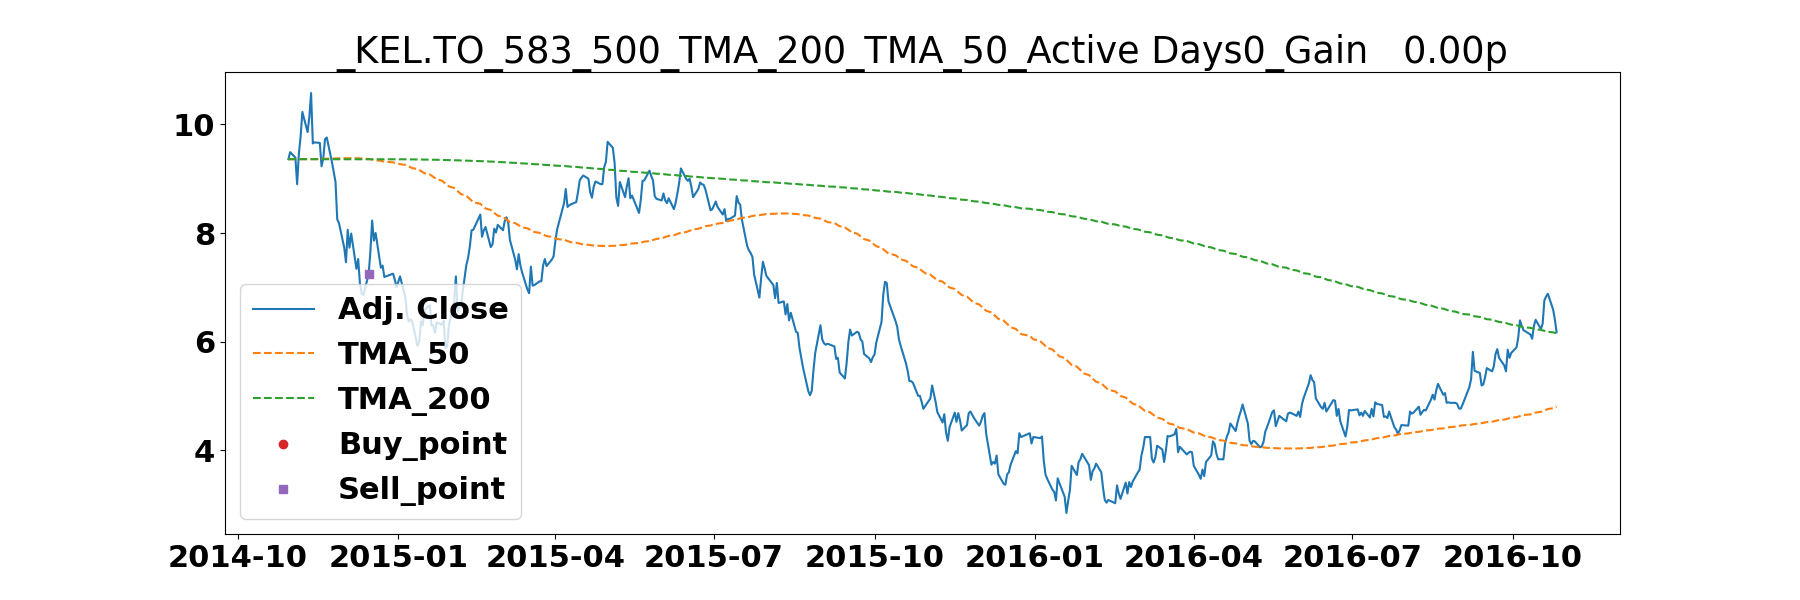 _KEL.TO_583_500_TMA_200_TMA_50_Active Days0_Gain   0.00p
10
8
6
4
Adj. Close
TMA_50
TMA_200
Buy_point
Sell_point
2014-10 2015-01 2015-04 2015-07 2015-10 2016-01 2016-04 2016-07 2016-10